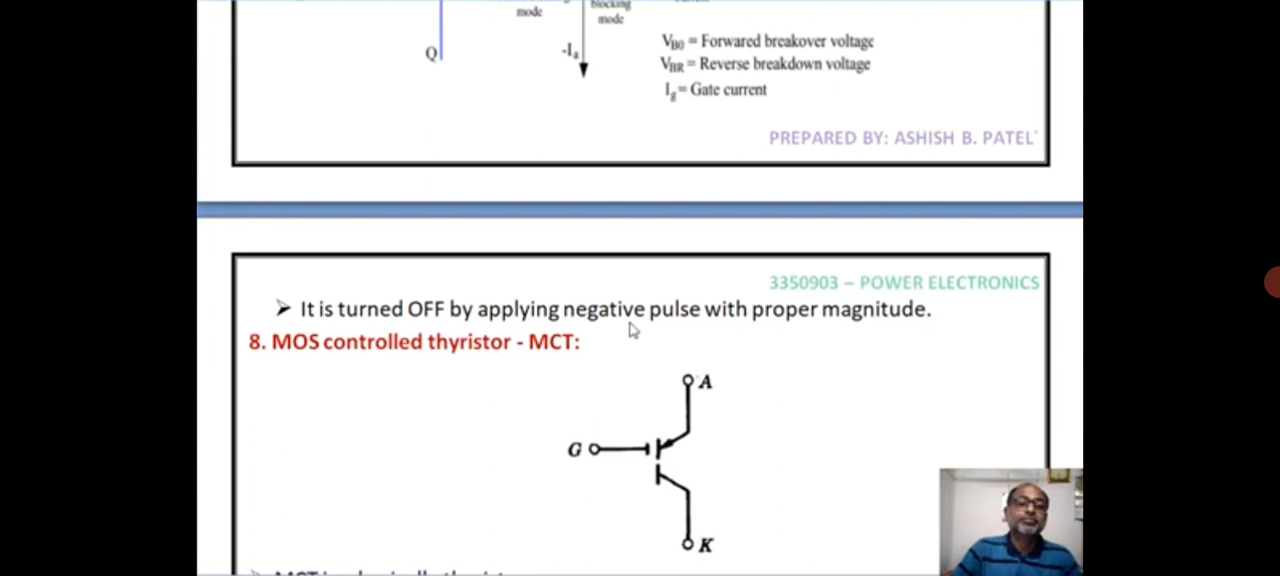 blocking
mode
mode
Q
-Ia
VBO = Forwared breakover voltage
VBR = Reverse breakdown voltage
Ig = Gate current
PREPARED BY: ASHISH B. PATEL`
3350903 – POWER ELECTRONICS
➢ It is turned OFF by applying negative pulse with proper magnitude.
8. MOS controlled thyristor - MCT:
A
G
K